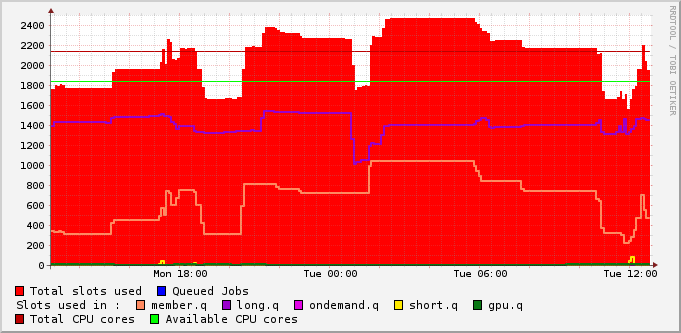 2400
2200
2000
1800
1600
1400
1200
1000
800
600
400
200
0
Mon 18:00 Tue 00:00 Tue 06:00 Tue 12:00
Total slots used Queued Jobs
Slots used in : member.q long.q ondemand.q short.q gpu.q
Total CPU cores Available CPU cores
RRDTOOL / TOBI OETIKER